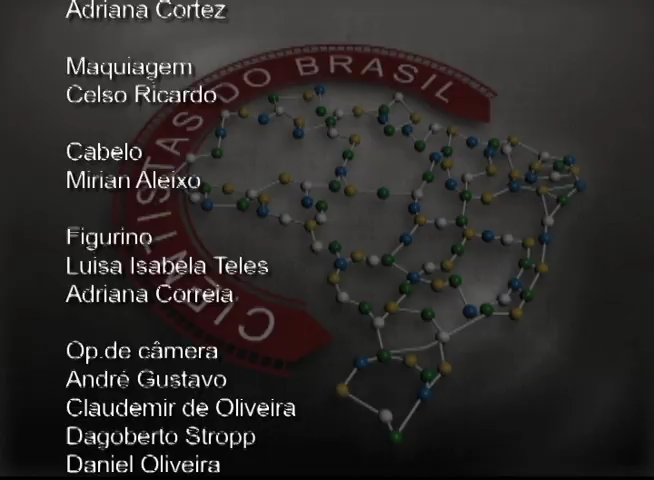 Adriana Cortez
Maquiagem
Celso Ricardo
Cabelo
Mirian Aleixo
Figurino
Luisa Isabela Teles
Adriana Correia
Op.de câmera
André Gustavo
Claudemir de Oliveira
Dagoberto Stropp
Daniel Oliveira
CIENTISTAS DO BRASIL